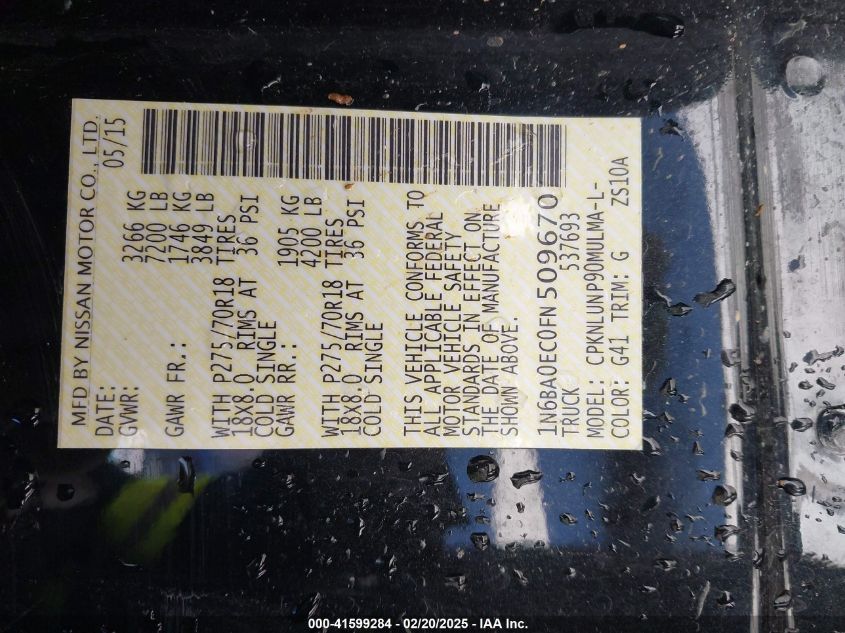 MFD BY NISSAN MOTOR CO., LTD.
DATE: 05/15
GVWR: 3266 KG
7200 LB
GAWR FR.: 1746 KG
3849 LB
WITH P275/70R18 TIRES
18X8.0 RIMS AT 36 PSI
COLD SINGLE
GAWR RR.: 1905 KG
4200 LB
WITH P275/70R18 TIRES
18X8.0 RIMS AT 36 PSI
COLD SINGLE
THIS VEHICLE CONFORMS TO
ALL APPLICABLE FEDERAL
MOTOR VEHICLE SAFETY
STANDARDS IN EFFECT ON
THE DATE OF MANUFACTURE
SHOWN ABOVE.
1N6BA0EC0FN509670
TRUCK 537693
MODEL: CPKNLUNP90MULMA-L-
COLOR: G41 TRIM: G ZS10A
000-41599284 - 02/20/2025 - IAA Inc.